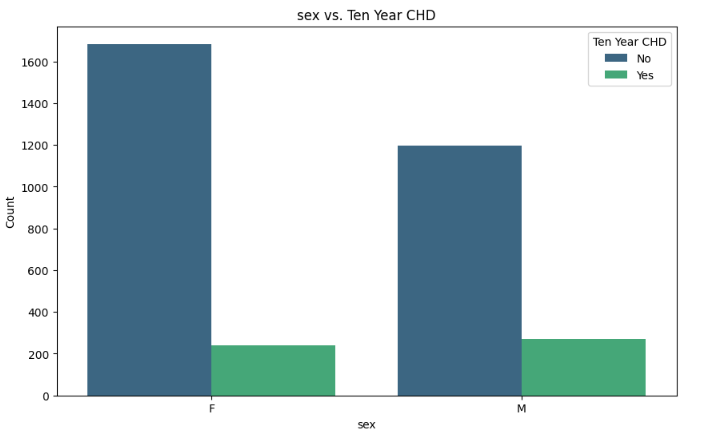 sex vs. Ten Year CHD
Ten Year CHD
No
Yes
1600
1400
1200
1000
800
600
400
200
0
Count
F
M
sex